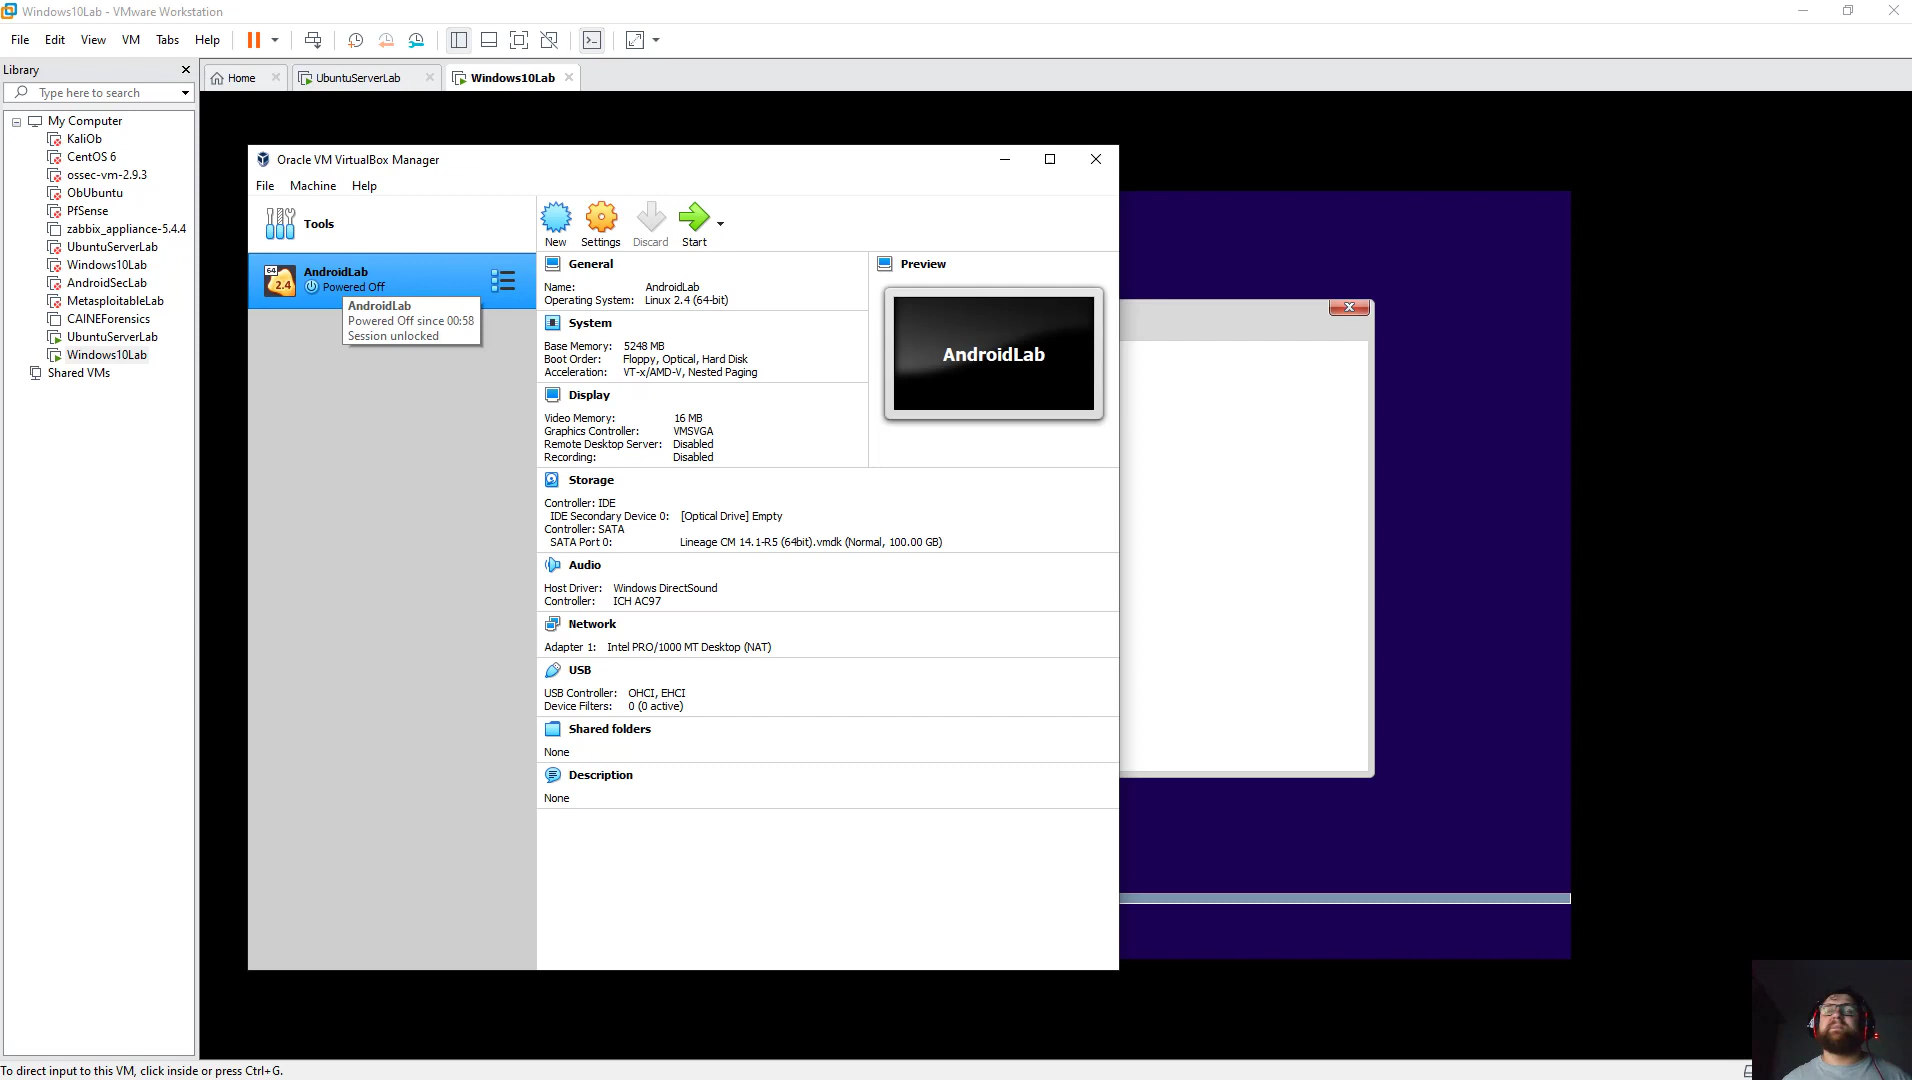 Windows10Lab - VMware Workstation
File Edit View VM Tabs Help
Library
Type here to search
My Computer
KaliOb
CentOS 6
ossec-vm-2.9.3
ObUbuntu
PfSense
zabbix_appliance-5.4.4
UbuntuServerLab
Windows10Lab
AndroidSecLab
MetasploitableLab
CAINEForensics
UbuntuServerLab
Windows10Lab
Shared VMs
Home UbuntuServerLab Windows10Lab
Oracle VM VirtualBox Manager
File Machine Help
Tools
64
2.4
AndroidLab
Powered Off
AndroidLab
Powered Off since 00:58
Session unlocked
New Settings Discard Start
General
Name: AndroidLab
Operating System: Linux 2.4 (64-bit)
System
Base Memory: 5248 MB
Boot Order: Floppy, Optical, Hard Disk
Acceleration: VT-x/AMD-V, Nested Paging
Display
Video Memory: 16 MB
Graphics Controller: VMSVGA
Remote Desktop Server: Disabled
Recording: Disabled
Preview
AndroidLab
Storage
Controller: IDE
IDE Secondary Device 0: [Optical Drive] Empty
Controller: SATA
SATA Port 0: Lineage CM 14.1-R5 (64bit).vmdk (Normal, 100.00 GB)
Audio
Host Driver: Windows DirectSound
Controller: ICH AC97
Network
Adapter 1: Intel PRO/1000 MT Desktop (NAT)
USB
USB Controller: OHCI, EHCI
Device Filters: 0 (0 active)
Shared folders
None
Description
None
To direct input to this VM, click inside or press Ctrl+G.